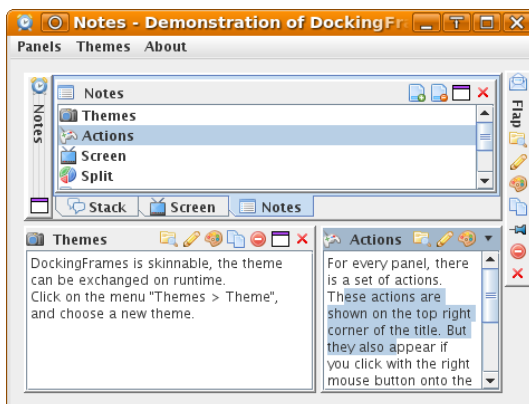 Notes - Demonstration of DockingFr
Panels Themes About
Notes
Notes
Themes
Actions
Screen
Split
Stack Screen Notes
Flap
Themes
DockingFrames is skinnable, the theme
can be exchanged on runtime.
Click on the menu "Themes > Theme",
and choose a new theme.
Actions
For every panel, there
is a set of actions.
These actions are
shown on the top right
corner of the title. But
they also appear if
you click with the right
mouse button onto the